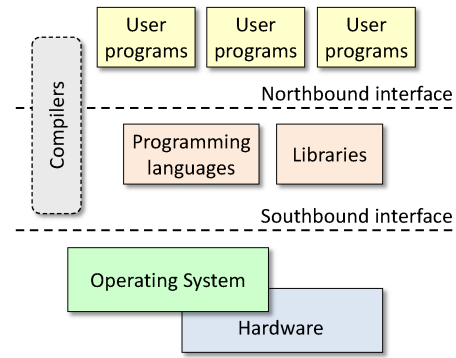 User
programs
User
programs
User
programs
Northbound interface
Compilers
Programming
languages
Libraries
Southbound interface
Operating System
Hardware